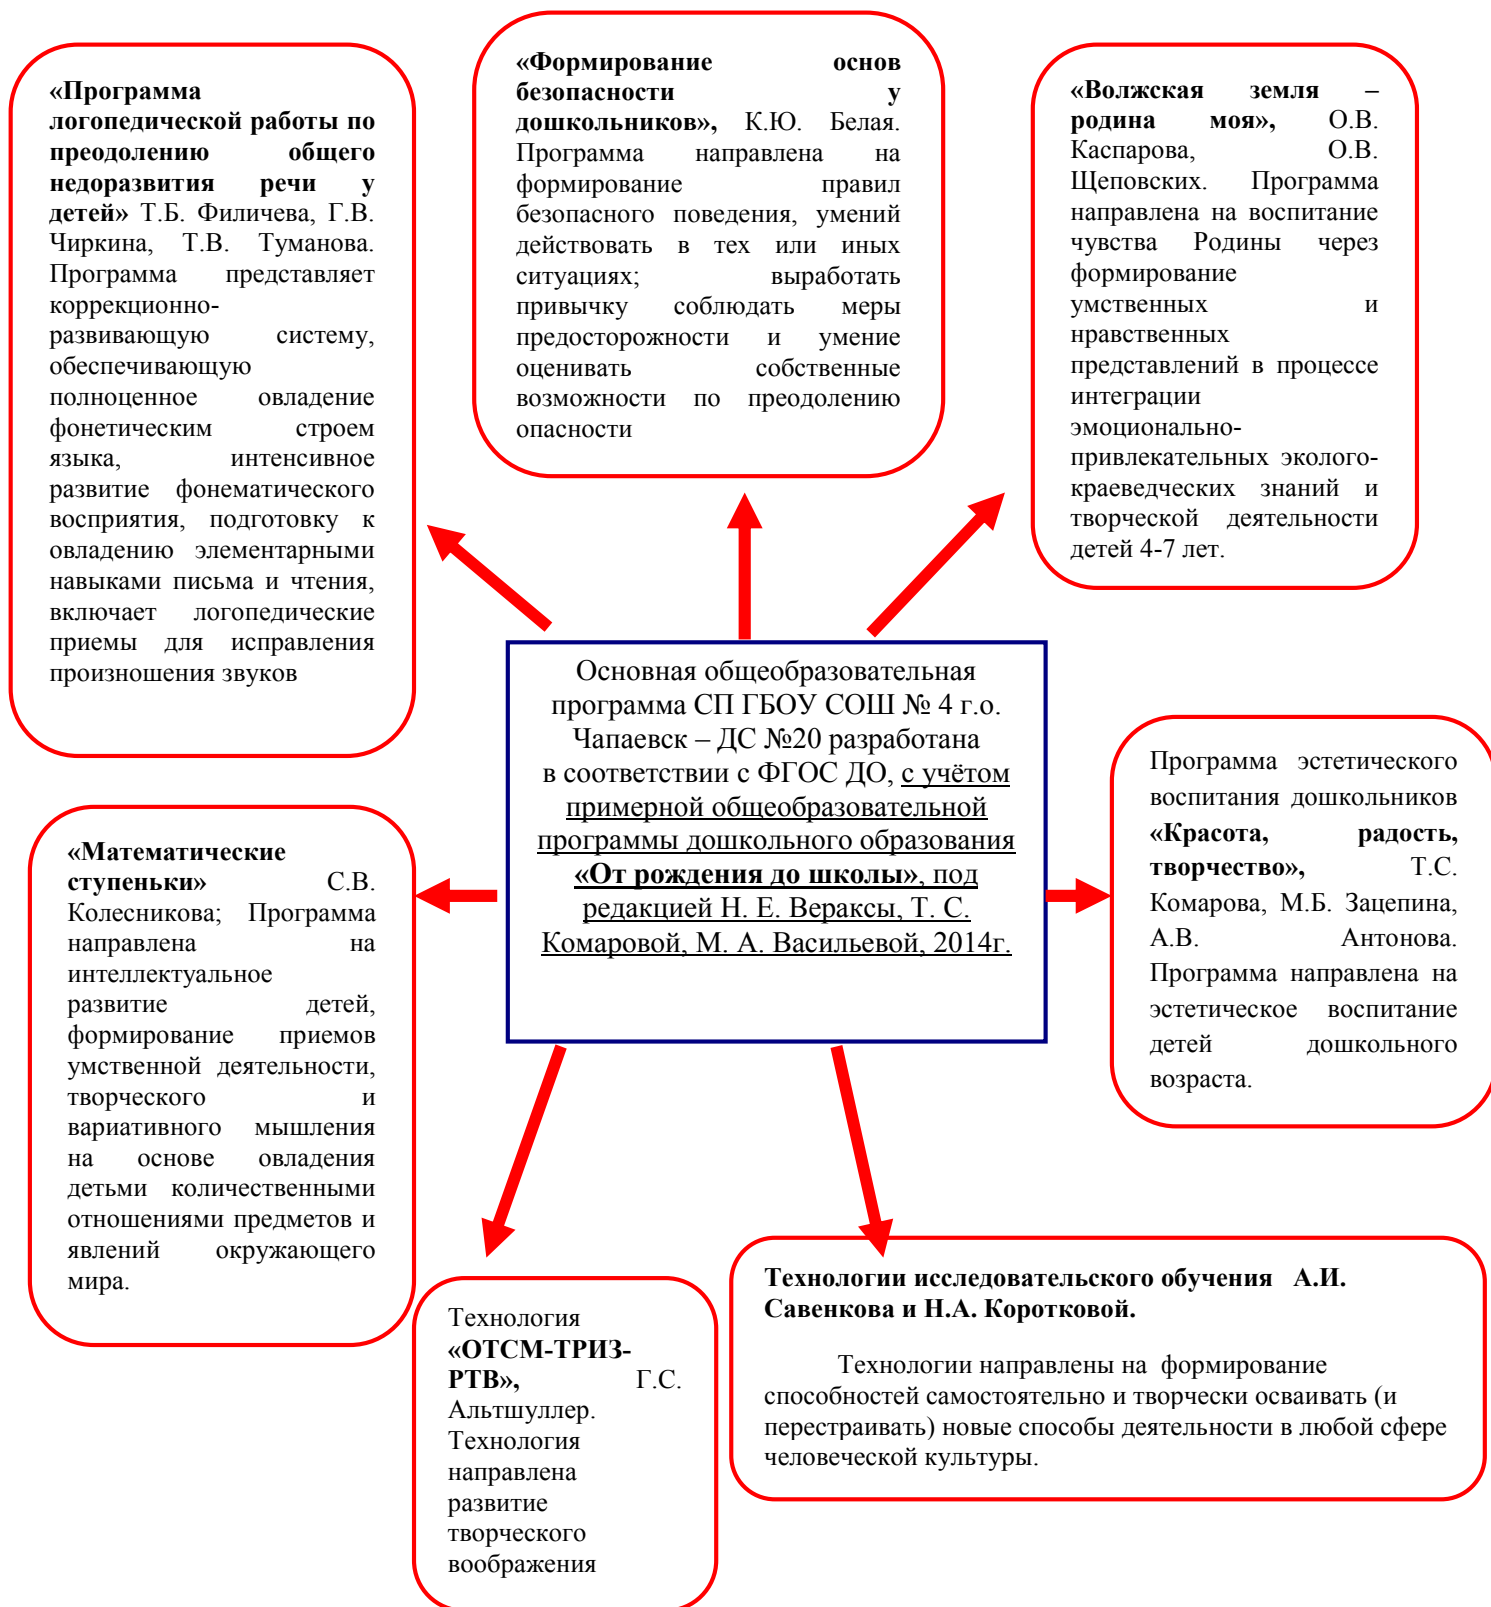 «Программа
логопедической работы по
преодолению общего
недоразвития речи у
детей» Т.Б. Филичева, Г.В.
Чиркина, Т.В. Туманова.
Программа представляет
коррекционно-
развивающую систему,
обеспечивающую
полноценное овладение
фонетическим строем
языка, интенсивное
развитие фонематического
восприятия, подготовку к
овладению элементарными
навыками письма и чтения,
включает логопедические
приемы для исправления
произношения звуков
«Формирование основ
безопасности у
дошкольников», К.Ю. Белая.
Программа направлена на
формирование правил
безопасного поведения, умений
действовать в тех или иных
ситуациях; выработать
привычку соблюдать меры
предосторожности и умение
оценивать собственные
возможности по преодолению
опасности
«Волжская земля –
родина моя», О.В.
Каспарова, О.В.
Щеповских. Программа
направлена на воспитание
чувства Родины через
формирование
умственных и
нравственных
представлений в процессе
интеграции
эмоционально-
привлекательных эколого-
краеведческих знаний и
творческой деятельности
детей 4-7 лет.
Основная общеобразовательная
программа СП ГБОУ СОШ № 4 г.о.
Чапаевск – ДС №20 разработана
в соответствии с ФГОС ДО, с учётом
примерной общеобразовательной
программы дошкольного образования
«От рождения до школы», под
редакцией Н. Е. Вераксы, Т. С.
Комаровой, М. А. Васильевой, 2014г.
Программа эстетического
воспитания дошкольников
«Красота, радость,
творчество», Т.С.
Комарова, М.Б. Зацепина,
А.В. Антонова.
Программа направлена на
эстетическое воспитание
детей дошкольного
возраста.
«Математические
ступеньки» С.В.
Колесникова; Программа
направлена на
интеллектуальное
развитие детей,
формирование приемов
умственной деятельности,
творческого и
вариативного мышления
на основе овладения
детьми количественными
отношениями предметов и
явлений окружающего
мира.
Технология
«ОТСМ-ТРИЗ-
РТВ», Г.С.
Альтшуллер.
Технология
направлена
развитие
творческого
воображения
Технологии исследовательского обучения А.И.
Савенкова и Н.А. Коротковой.
Технологии направлены на формирование
способностей самостоятельно и творчески осваивать (и
перестраивать) новые способы деятельности в любой сфере
человеческой культуры.